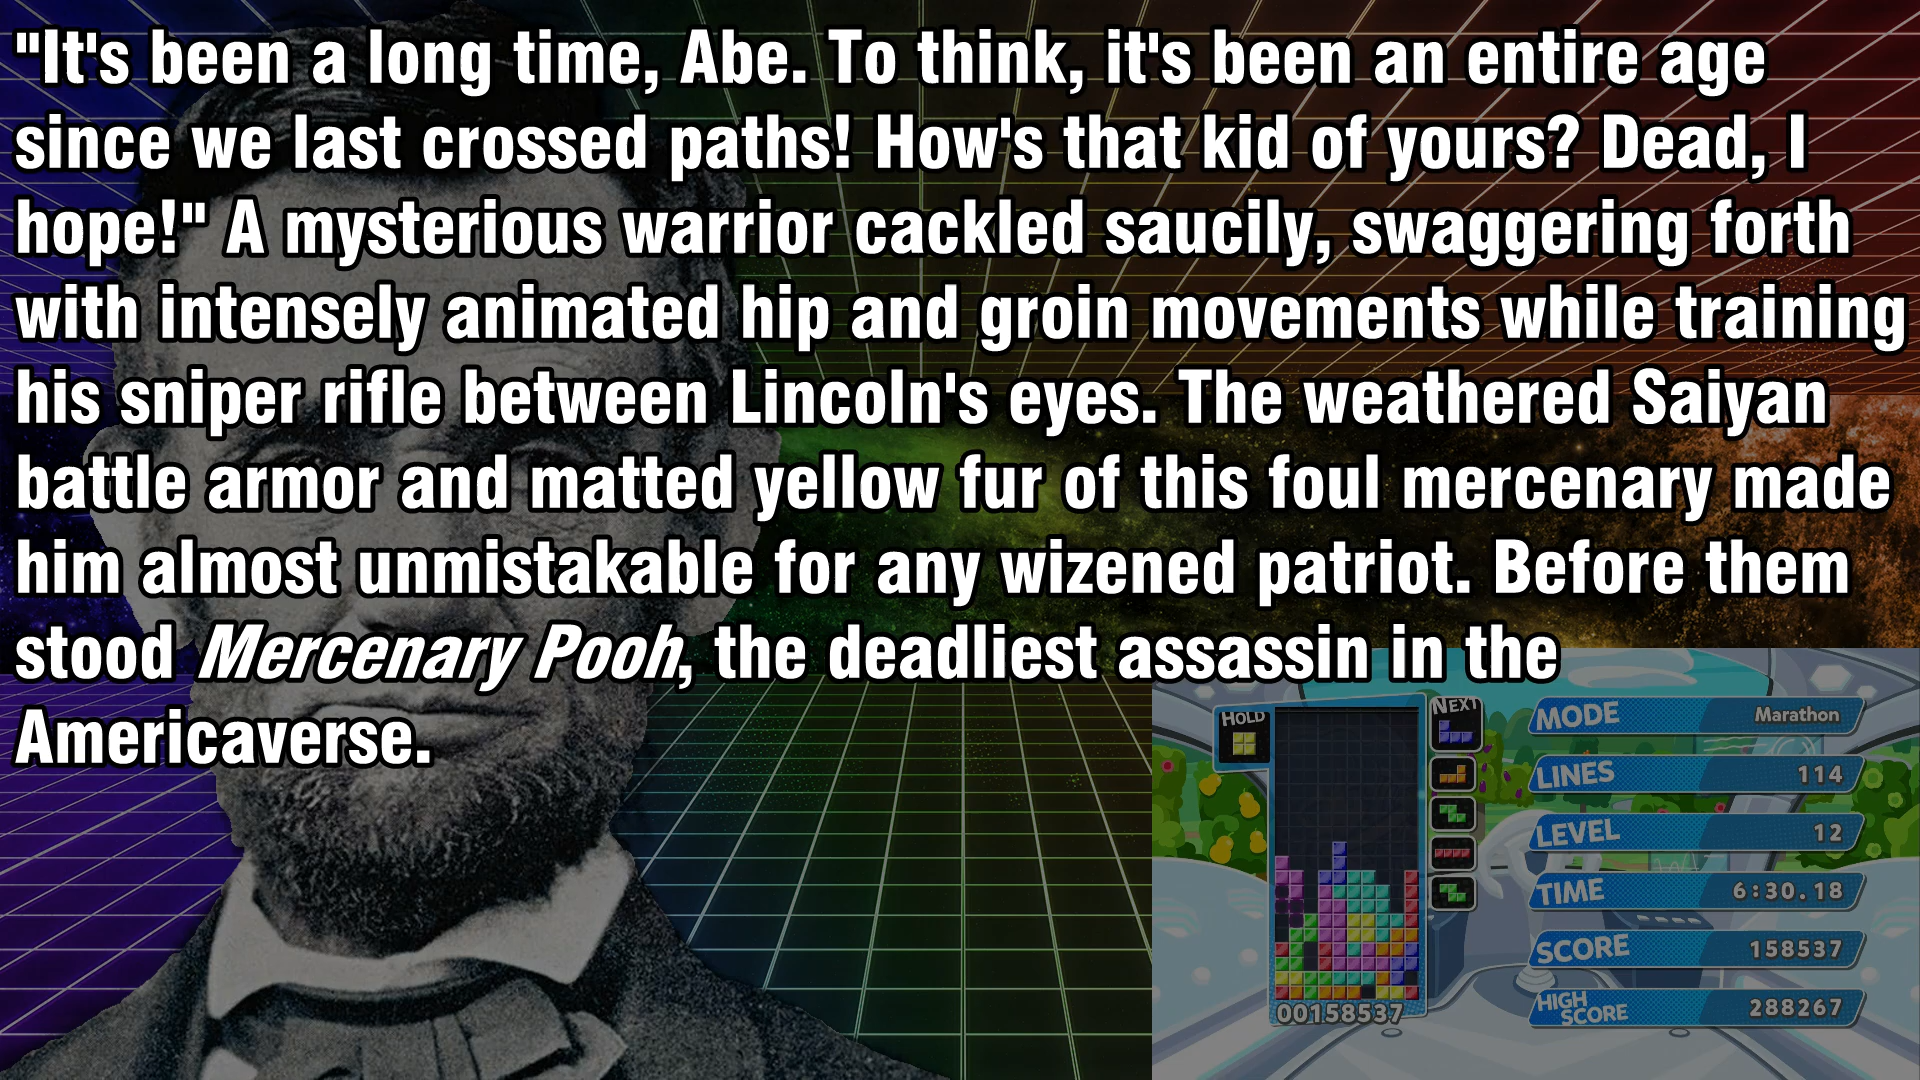 "It's been a long time, Abe. To think, it's been an entire age
since we last crossed paths! How's that kid of yours? Dead, I
hope!" A mysterious warrior cackled saucily, swaggering forth
with intensely animated hip and groin movements while training
his sniper rifle between Lincoln's eyes. The weathered Saiyan
battle armor and matted yellow fur of this foul mercenary made
him almost unmistakable for any wizened patriot. Before them
stood Mercenary Pooh, the deadliest assassin in the
Americaverse.
HOLD
NEXT
MODE Marathon
LINES 114
LEVEL 12
TIME 6:30.18
SCORE 158537
HIGH SCORE 288267
00158537